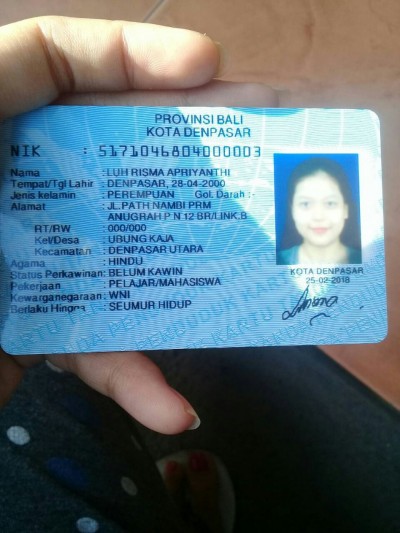 PROVINSI BALI
KOTA DENPASAR
NIK : 5171046804000003
Nama : LUH RISMA APRIYANTHI
Tempat/Tgl Lahir : DENPASAR, 28-04-2000
Jenis kelamin : PEREMPUAN Gol. Darah :-
Alamat : JL.PATH NAMBI PRM
ANUGRAH P N 12 BR/LINK,B
RT/RW : 000/000
Kel/Desa : UBUNG KAJA
Kecamatan : DENPASAR UTARA
Agama : HINDU
Status Perkawinan: BELUM KAWIN
Pekerjaan : PELAJAR/MAHASISWA
Kewarganegaraan: WNI
Berlaku Hingga : SEUMUR HIDUP
KOTA DENPASAR
25-02-2018